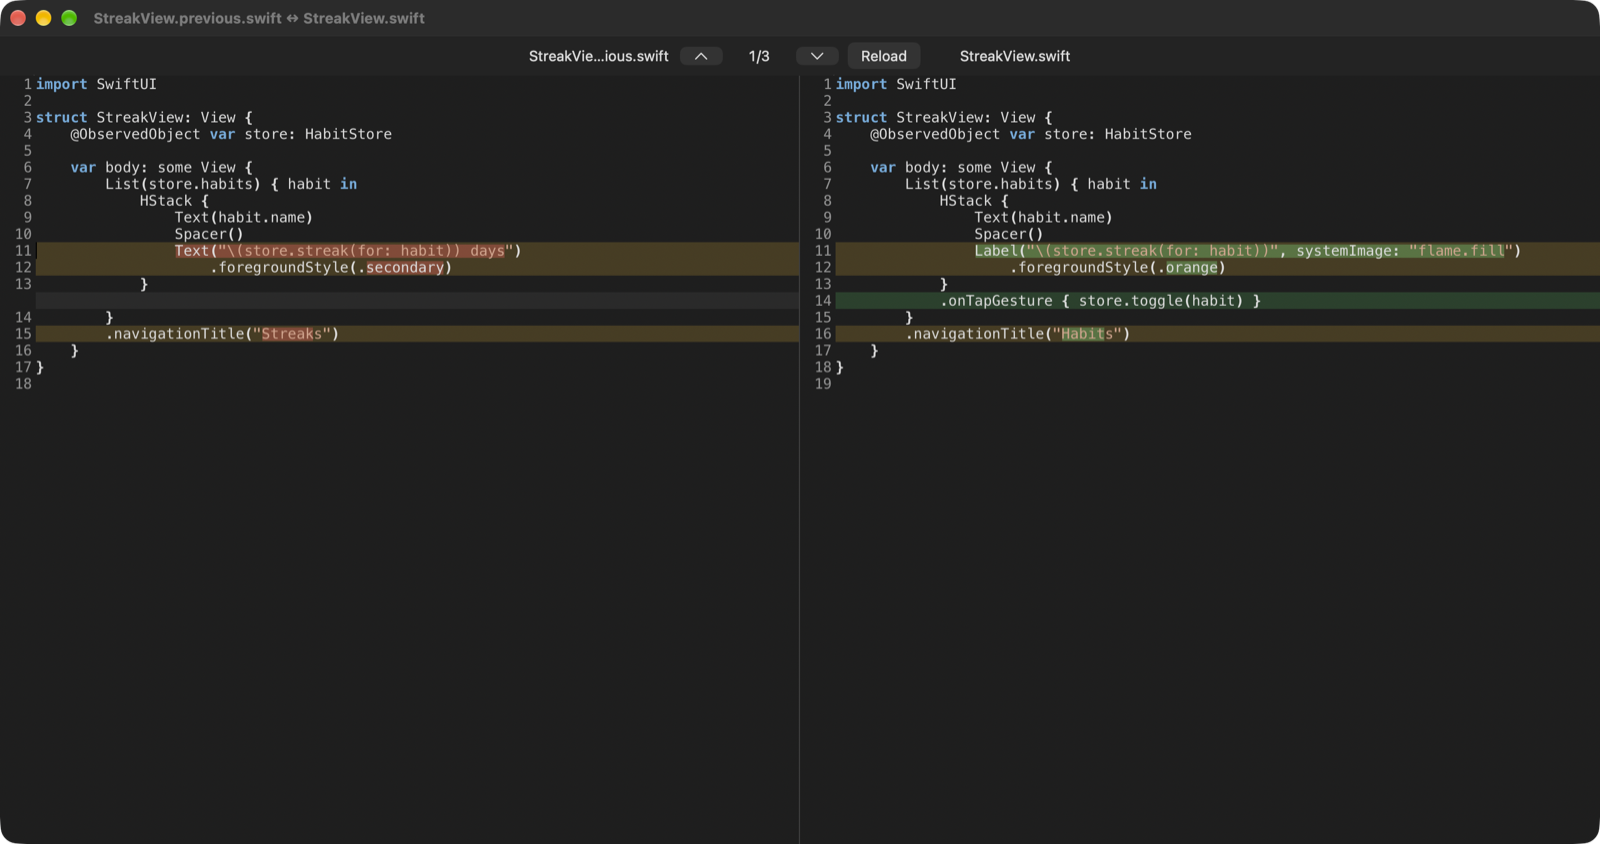 StreakView.previous.swift ↔ StreakView.swift
StreakVie...ious.swift 1/3 Reload StreakView.swift
1 import SwiftUI
2
3 struct StreakView: View {
4     @ObservedObject var store: HabitStore
5
6     var body: some View {
7         List(store.habits) { habit in
8             HStack {
9                 Text(habit.name)
10                 Spacer()
11                 Text("\(store.streak(for: habit)) days")
12                     .foregroundStyle(.secondary)
13             }
14         }
15         .navigationTitle("Streaks")
16     }
17 }
18
1 import SwiftUI
2
3 struct StreakView: View {
4     @ObservedObject var store: HabitStore
5
6     var body: some View {
7         List(store.habits) { habit in
8             HStack {
9                 Text(habit.name)
10                 Spacer()
11                 Label("\(store.streak(for: habit))", systemImage: "flame.fill")
12                     .foregroundStyle(.orange)
13             }
14             .onTapGesture { store.toggle(habit) }
15         }
16         .navigationTitle("Habits")
17     }
18 }
19